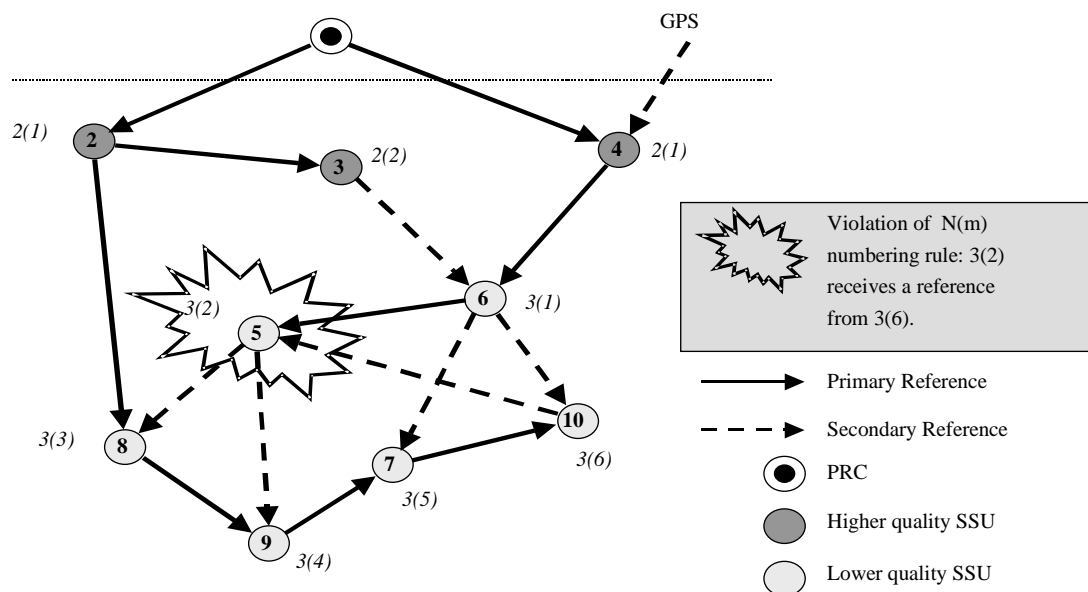 GPS
2(1)
2
3
2(2)
4
2(1)
Violation of N(m)
numbering rule: 3(2)
receives a reference
from 3(6).
3(2)
5
6
3(1)
Primary Reference
Secondary Reference
3(3)
8
7
3(5)
10
3(6)
PRC
9
3(4)
Higher quality SSU
Lower quality SSU